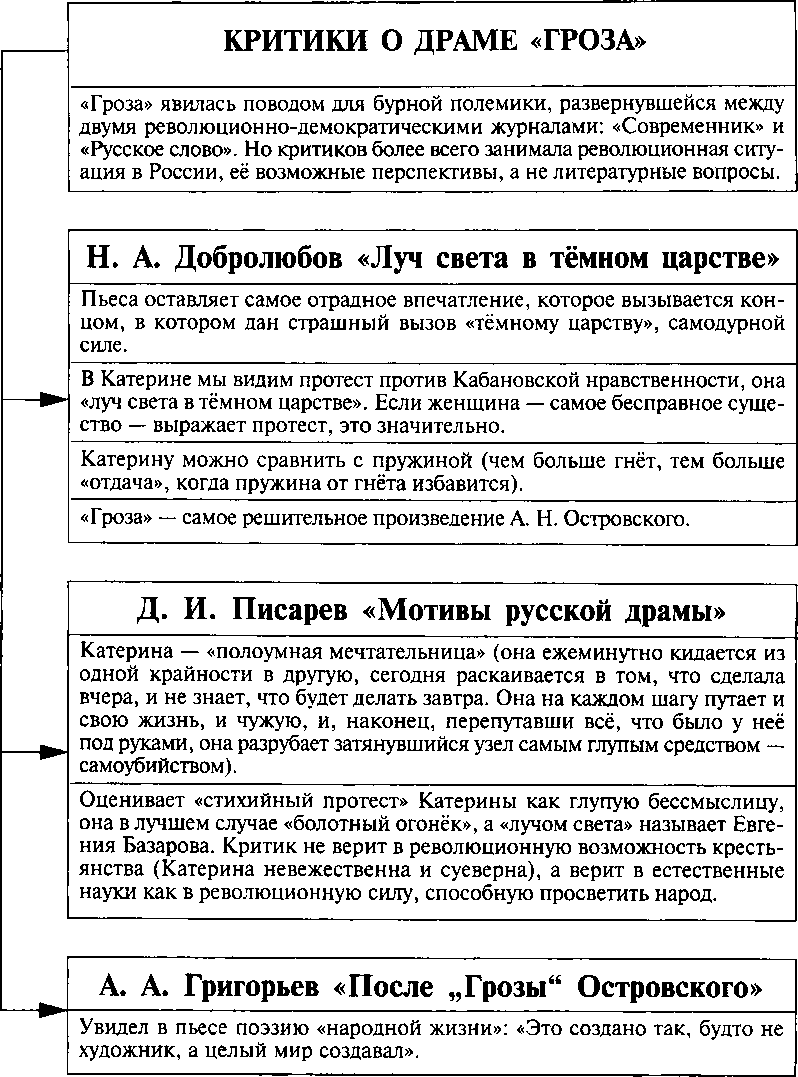 КРИТИКИ О ДРАМЕ «ГРОЗА»
«Гроза» явилась поводом для бурной полемики, развернувшейся между
двумя революционно-демократическими журналами: «Современник» и
«Русское слово». Но критиков более всего занимала революционная ситу-
ация в России, её возможные перспективы, а не литературные вопросы.
Н. А. Добролюбов «Луч света в тёмном царстве»
Пьеса оставляет самое отрадное впечатление, которое вызывается кон-
цом, в котором дан страшный вызов «тёмному царству», самодурной
силе.
В Катерине мы видим протест против Кабановской нравственности, она
«луч света в тёмном царстве». Если женщина — самое бесправное суще-
ство — выражает протест, это значительно.
Катерину можно сравнить с пружиной (чем больше гнёт, тем больше
«отдача», когда пружина от гнёта избавится).
«Гроза» — самое решительное произведение А. Н. Островского.
Д. И. Писарев «Мотивы русской драмы»
Катерина — «полоумная мечтательница» (она ежеминутно кидается из
одной крайности в другую, сегодня раскаивается в том, что сделала
вчера, и не знает, что будет делать завтра. Она на каждом шагу путает и
свою жизнь, и чужую, и, наконец, перепутавши всё, что было у неё
под руками, она разрубает затянувшийся узел самым глупым средством —
самоубийством).
Оценивает «стихийный протест» Катерины как глупую бессмыслицу,
она в лучшем случае «болотный огонёк», а «лучом света» называет Евге-
ния Базарова. Критик не верит в революционную возможность кресть-
янства (Катерина невежественна и суеверна), а верит в естественные
науки как в революционную силу, способную просветить народ.
А. А. Григорьев «После „Грозы“ Островского»
Увидел в пьесе поэзию «народной жизни»: «Это создано так, будто не
художник, а целый мир создавал».